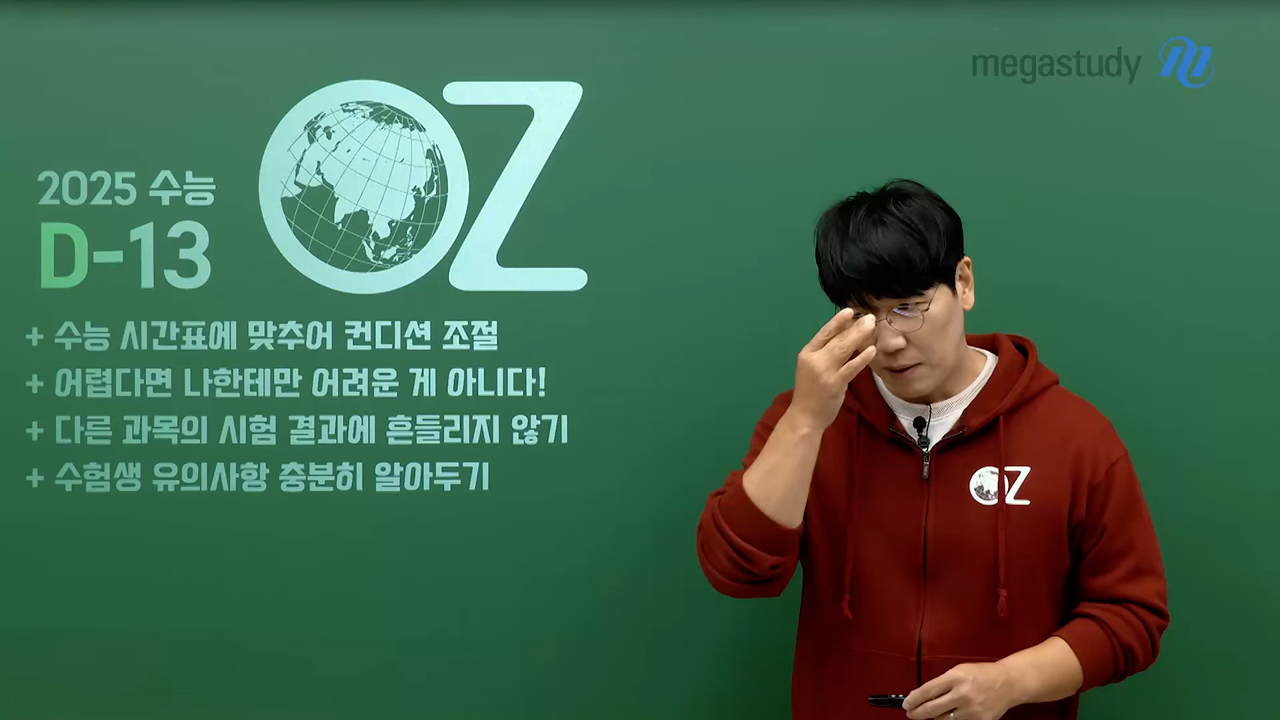 megastudy
OZ
2025 수능
D-13
+ 수능 시간표에 맞추어 컨디션 조절
+ 어렵다면 나한테만 어려운 게 아니다!
+ 다른 과목의 시험 결과에 흔들리지 않기
+ 수험생 유의사항 충분히 알아두기
OZ